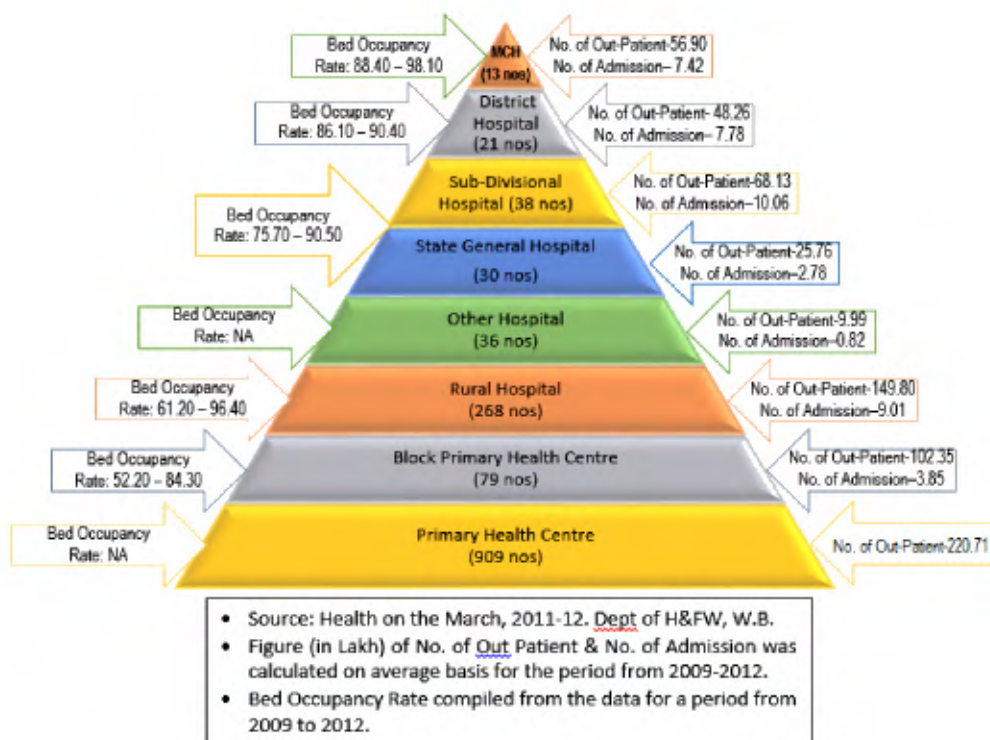 Bed Occupancy
Rate: 88.40 – 98.10
MCH
(13 nos)
No. of Out-Patient-56.90
No. of Admission– 7.42
Bed Occupancy
Rate: 86.10 – 90.40
District
Hospital
(21 nos)
No. of Out-Patient- 48.26
No. of Admission– 7.78
Bed Occupancy
Rate: 75.70 – 90.50
Sub-Divisional
Hospital (38 nos)
No. of Out-Patient-68.13
No. of Admission–10.06
State General Hospital
(30 nos)
No. of Out-Patient-25.76
No. of Admission–2.78
Bed Occupancy
Rate: NA
Other Hospital
(36 nos)
No. of Out-Patient-9.99
No. of Admission–0.82
Bed Occupancy
Rate: 61.20 – 96.40
Rural Hospital
(268 nos)
No. of Out-Patient-149.80
No. of Admission–9.01
Bed Occupancy
Rate: 52.20 – 84.30
Block Primary Health Centre
(79 nos)
No. of Out-Patient-102.35
No. of Admission–3.85
Bed Occupancy
Rate: NA
Primary Health Centre
(909 nos)
No. of Out-Patient-220.71
• Source: Health on the March, 2011-12. Dept of H&FW, W.B.
• Figure (in Lakh) of No. of Out Patient & No. of Admission was
calculated on average basis for the period from 2009-2012.
• Bed Occupancy Rate compiled from the data for a period from
2009 to 2012.